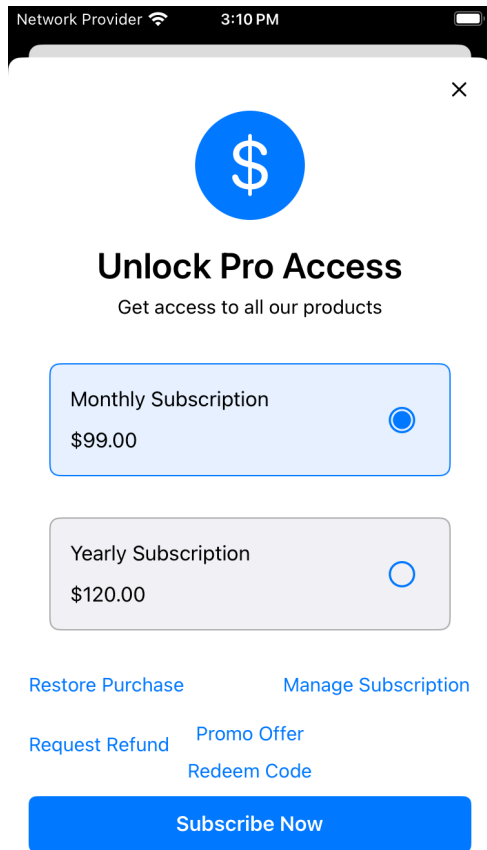 Network Provider 3:10 PM
$
Unlock Pro Access
Get access to all our products
Monthly Subscription
$99.00
Yearly Subscription
$120.00
Restore Purchase Manage Subscription
Promo Offer
Request Refund
Redeem Code
Subscribe Now